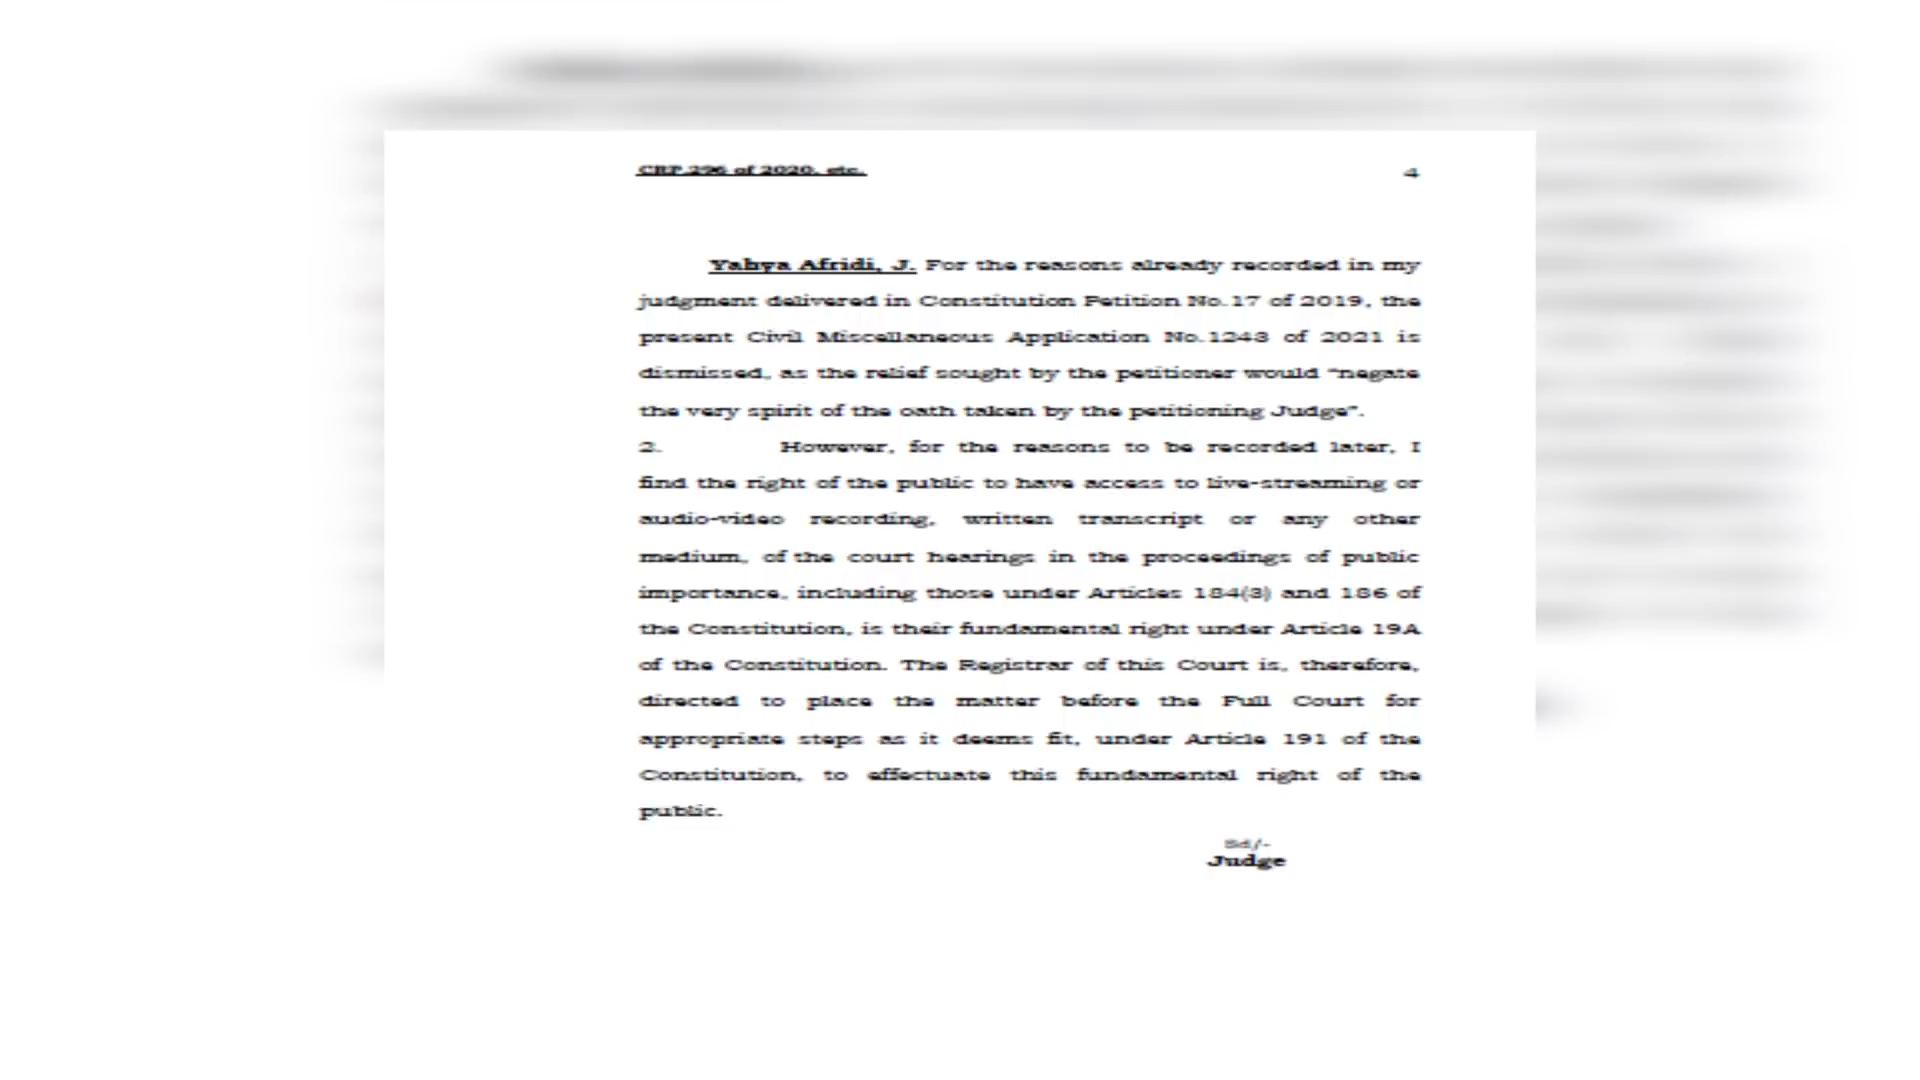 CRP.296 of 2020, etc. 4
Yahya Afridi, J. For the reasons already recorded in my
judgment delivered in Constitution Petition No.17 of 2019, the
present Civil Miscellaneous Application No.1243 of 2021 is
dismissed, as the relief sought by the petitioner would “negate
the very spirit of the oath taken by the petitioning Judge”.
2. However, for the reasons to be recorded later, I
find the right of the public to have access to live-streaming or
audio-video recording, written transcript or any other
medium, of the court hearings in the proceedings of public
importance, including those under Articles 184(3) and 186 of
the Constitution, is their fundamental right under Article 19A
of the Constitution. The Registrar of this Court is, therefore,
directed to place the matter before the Full Court for
appropriate steps as it deems fit, under Article 191 of the
Constitution, to effectuate this fundamental right of the
public.
Sd/-
Judge